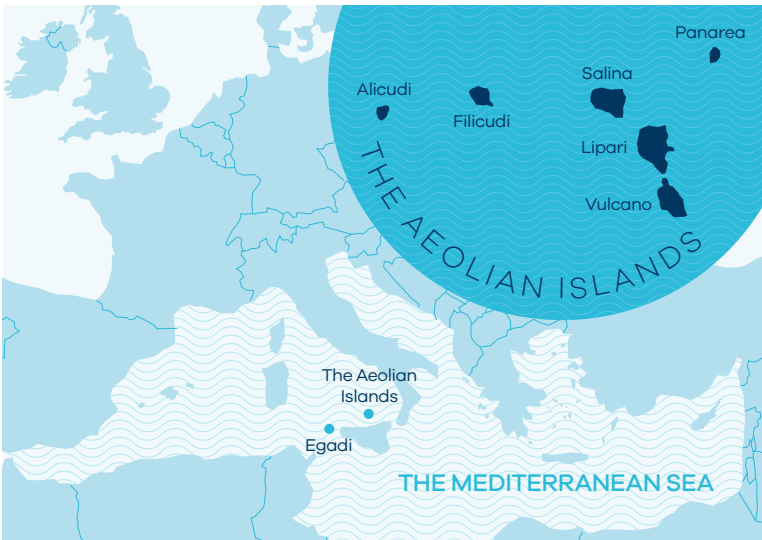 Panarea
Salina
Alicudi
Filicudi
Lipari
Vulcano
THE AEOLIAN ISLANDS
The Aeolian
Islands
Egadi
THE MEDITERRANEAN SEA